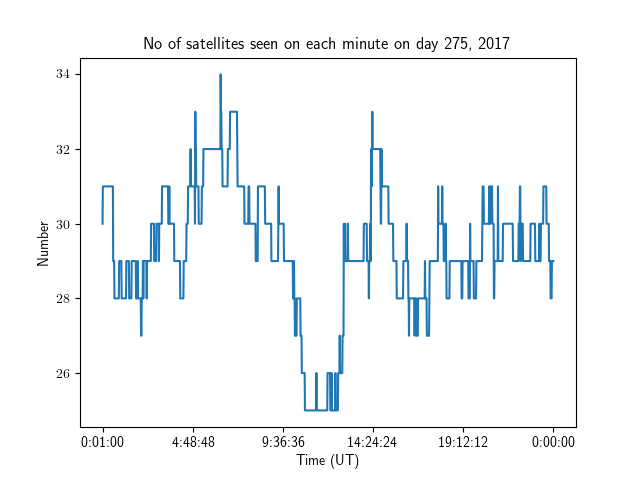 No of satellites seen on each minute on day 275, 2017
34
32
30
28
26
Number
0:01:00 4:48:48 9:36:36 14:24:24 19:12:12 0:00:00
Time (UT)